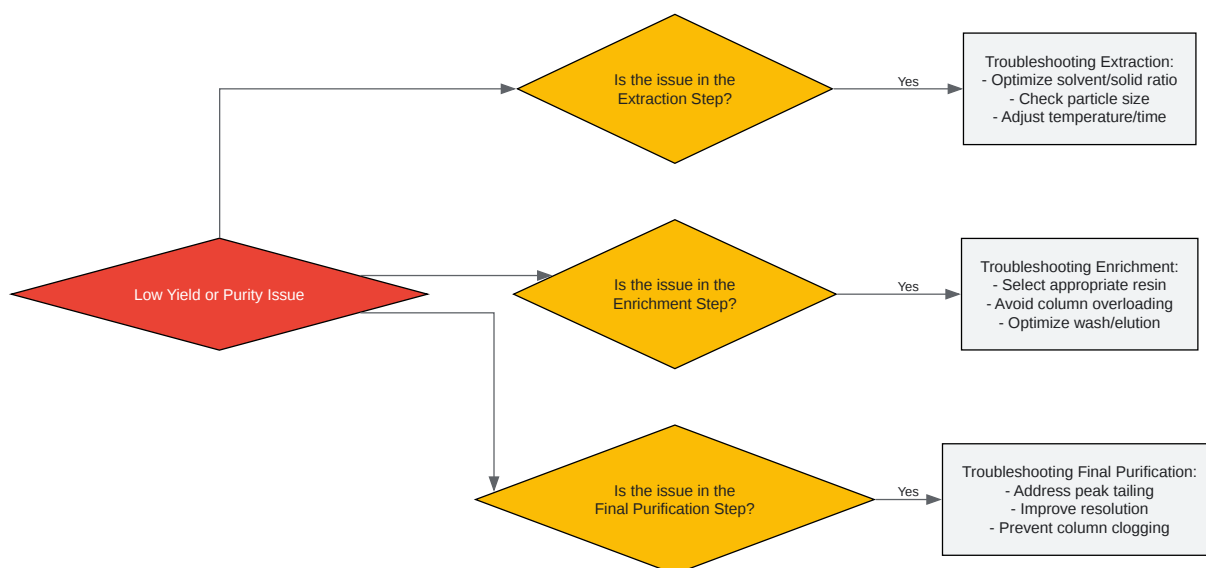 Is the issue in the
Extraction Step?
Yes
Troubleshooting Extraction:
- Optimize solvent/solid ratio
- Check particle size
- Adjust temperature/time
Low Yield or Purity Issue
Is the issue in the
Enrichment Step?
Yes
Troubleshooting Enrichment:
- Select appropriate resin
- Avoid column overloading
- Optimize wash/elution
Is the issue in the
Final Purification Step?
Yes
Troubleshooting Final Purification:
- Address peak tailing
- Improve resolution
- Prevent column clogging